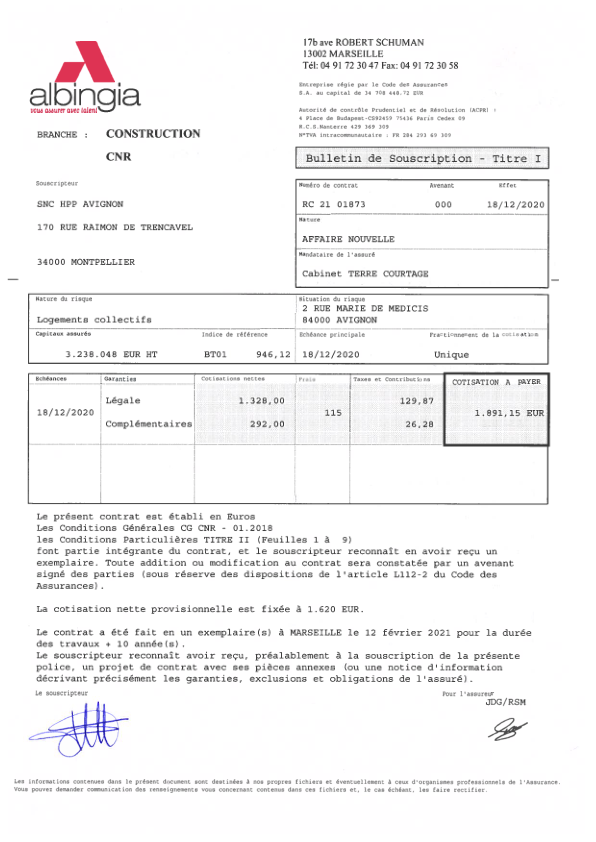 17b ave ROBERT SCHUMAN
13002 MARSEILLE
Tél: 04 91 72 30 47 Fax: 04 91 72 30 58
albingia
vous assurer avec talent
Entreprise régie par le Code des Assurances
S.A. au capital de 34 708 448.72 EUR
Autorité de contrôle Prudentiel et de Résolution (ACPR) :
4 Place de Budapest-CS92459 75436 Paris Cedex 09
R.C.S.Nanterre 429 369 309
N°TVA intracommunautaire : FR 284 293 69 309
BRANCHE : CONSTRUCTION
CNR
Bulletin de Souscription - Titre I
Souscripteur
SNC HPP AVIGNON
170 RUE RAIMON DE TRENCAVEL
34000 MONTPELLIER
Numéro de contrat Avenant Effet
RC 21 01873 000 18/12/2020
Nature
AFFAIRE NOUVELLE
Mandataire de l'assuré
Cabinet TERRE COURTAGE
Nature du risque
Logements collectifs
Situation du risque
2 RUE MARIE DE MEDICIS
84000 AVIGNON
Capitaux assurés Indice de référence Echéance principale Fractionnement de la cotisation
3.238.048 EUR HT BT01 946,12 18/12/2020 Unique
Echéances Garanties Cotisations nettes Frais Taxes et Contributions COTISATION A PAYER
18/12/2020 Légale 1.328,00 115 129,87 1.891,15 EUR
Complémentaires 292,00 26,28
Le présent contrat est établi en Euros
Les Conditions Générales CG CNR - 01.2018
les Conditions Particulières TITRE II (Feuilles 1 à 9)
font partie intégrante du contrat, et le souscripteur reconnaît en avoir reçu un
exemplaire. Toute addition ou modification au contrat sera constatée par un avenant
signé des parties (sous réserve des dispositions de l'article L112-2 du Code des
Assurances).
La cotisation nette provisionnelle est fixée à 1.620 EUR.
Le contrat a été fait en un exemplaire(s) à MARSEILLE le 12 février 2021 pour la durée
des travaux + 10 année(s).
Le souscripteur reconnaît avoir reçu, préalablement à la souscription de la présente
police, un projet de contrat avec ses pièces annexes (ou une notice d'information
décrivant précisément les garanties, exclusions et obligations de l'assuré).
Le souscripteur
Pour l'assureur
JDG/RSM
Les informations contenues dans le présent document sont destinées à nos propres fichiers et éventuellement à ceux d'organismes professionnels de l'Assurance.
Vous pouvez demander communication des renseignements vous concernant contenus dans ces fichiers et, le cas échéant, les faire rectifier.